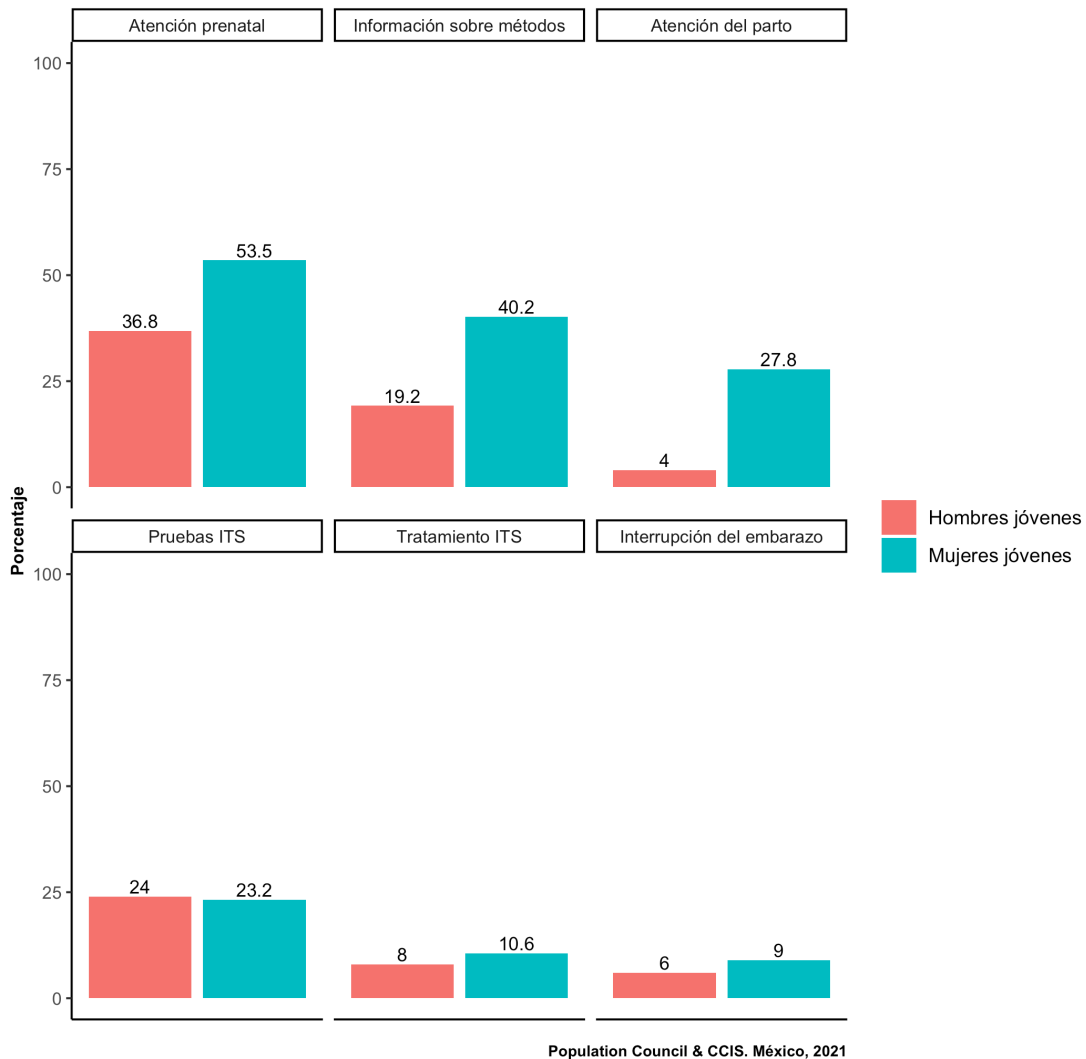 Atención prenatal
Información sobre métodos
Atención del parto
100
75
50
25
0
36.8
53.5
19.2
40.2
4
27.8
Porcentaje
Hombres jóvenes
Mujeres jóvenes
Pruebas ITS
Tratamiento ITS
Interrupción del embarazo
100
75
50
25
0
24
23.2
8
10.6
6
9
Population Council & CCIS. México, 2021